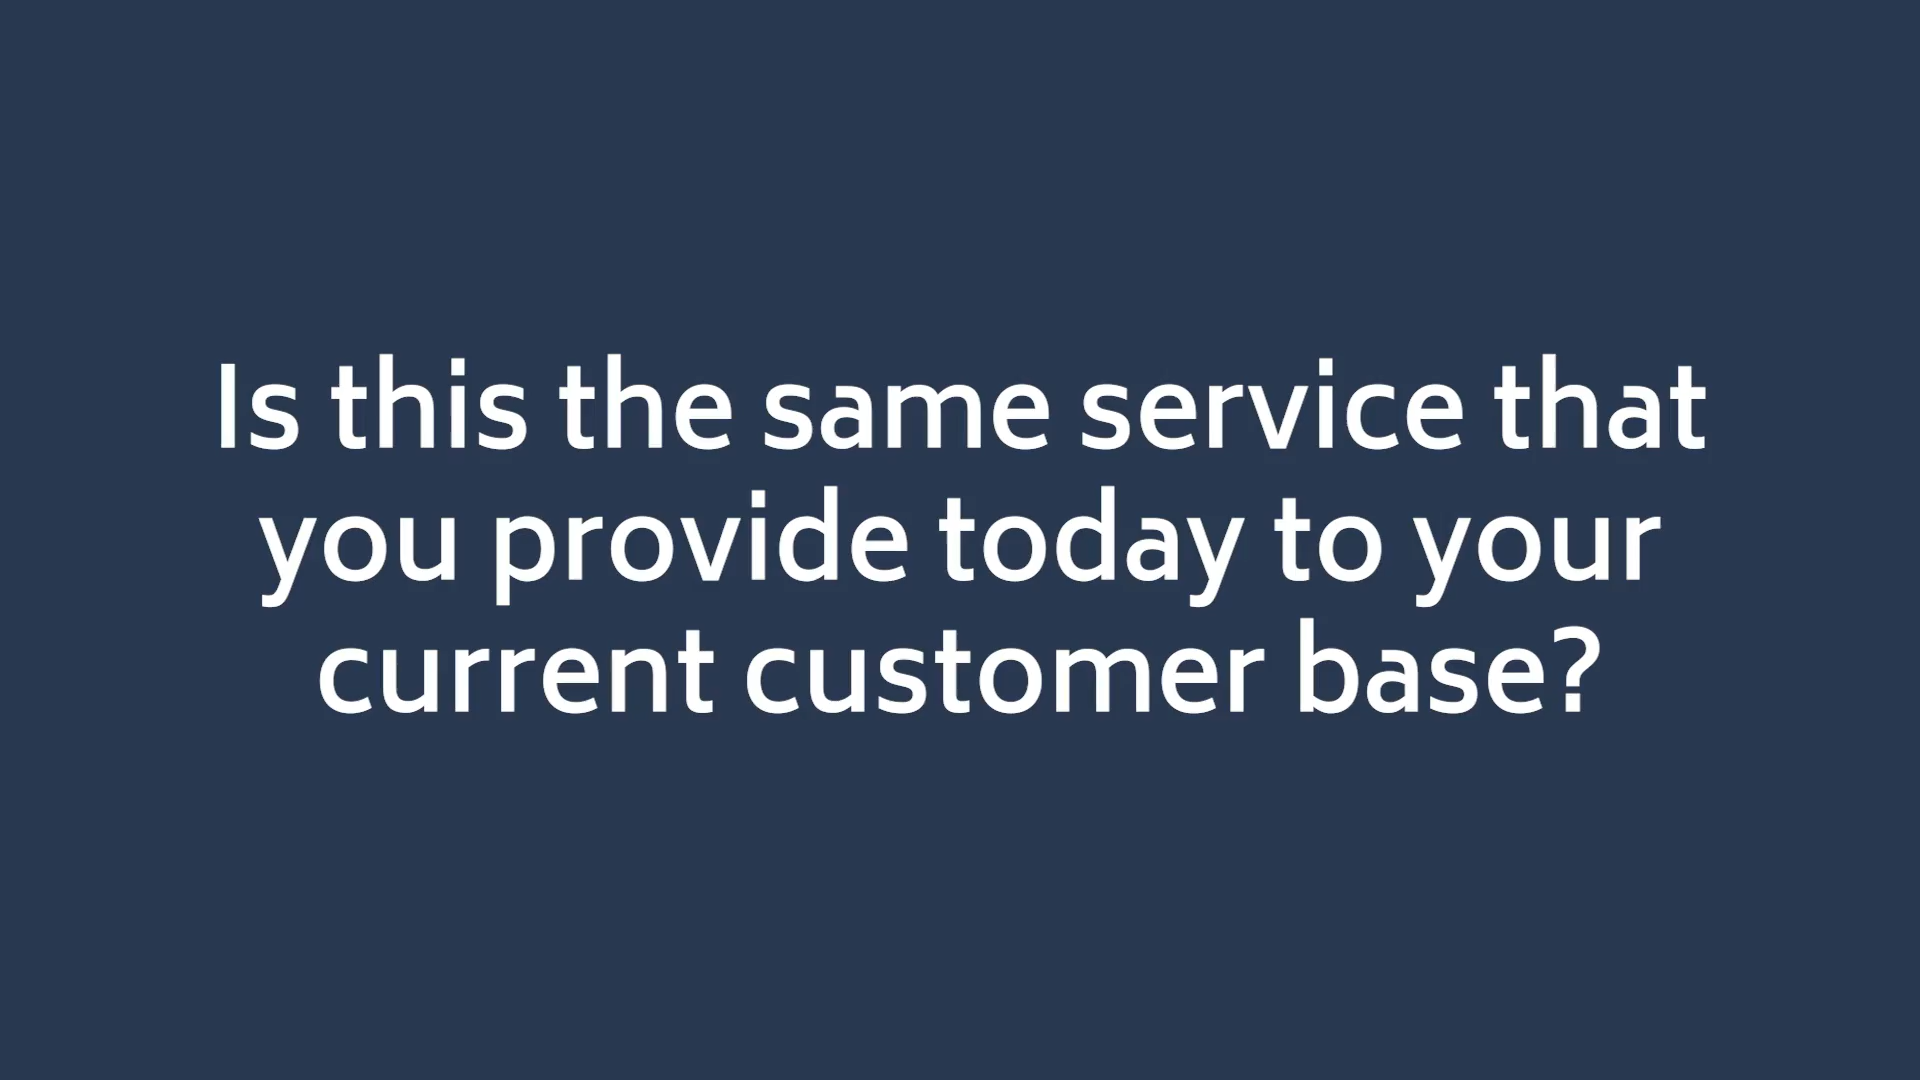 Is this the same service that
you provide today to your
current customer base?